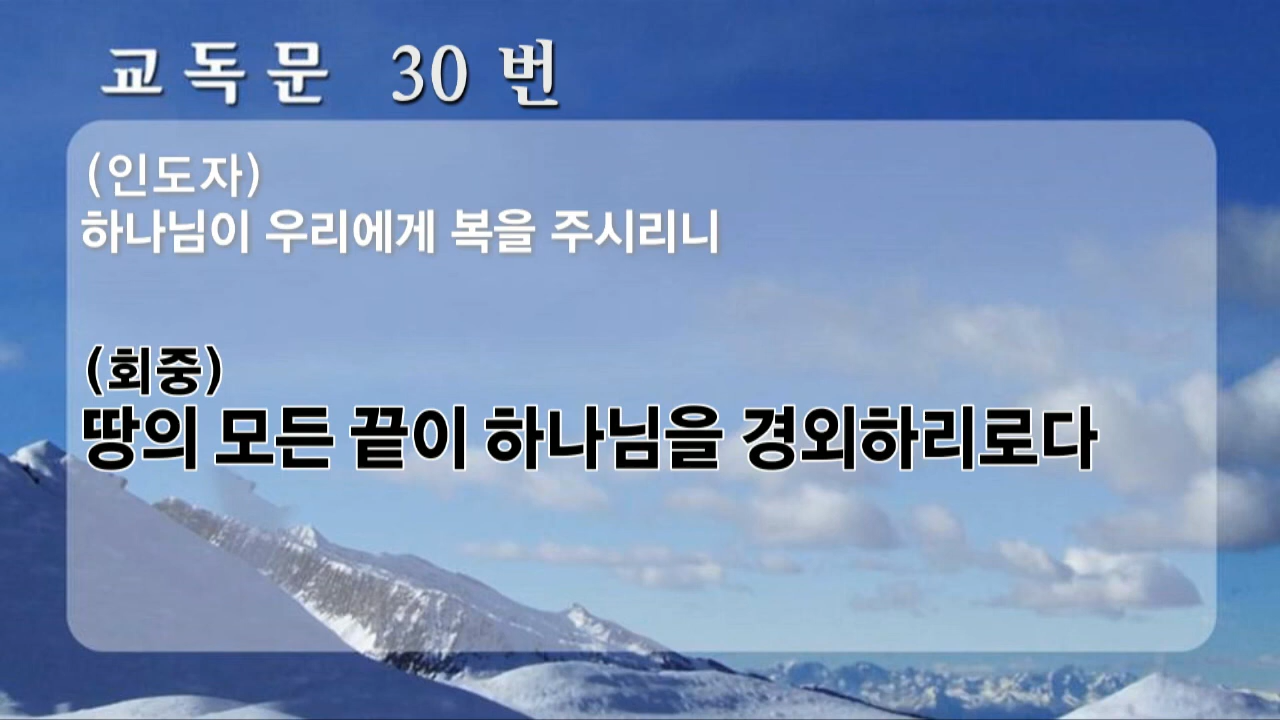 교독문 30 번
(인도자)
하나님이 우리에게 복을 주시리니
(회중)
땅의 모든 끝이 하나님을 경외하리로다